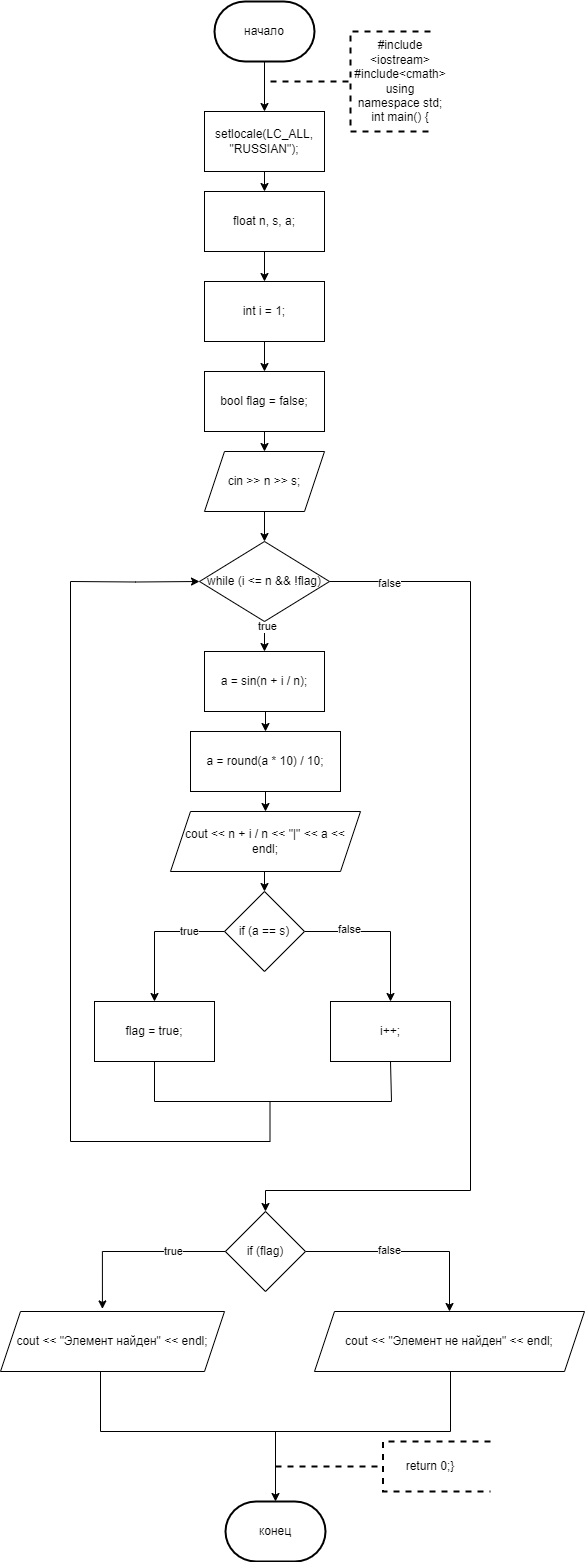 начало
#include
<iostream>
#include<cmath>
using
namespace std;
int main() {
setlocale(LC_ALL,
"RUSSIAN");
float n, s, a;
int i = 1;
bool flag = false;
cin >> n >> s;
while (i <= n && !flag)
false
true
a = sin(n + i / n);
a = round(a * 10) / 10;
cout << n + i / n << "|" << a <<
endl;
if (a == s)
true
false
flag = true;
i++;
if (flag)
true
false
cout << "Элемент найден" << endl;
cout << "Элемент не найден" << endl;
return 0;}
конец